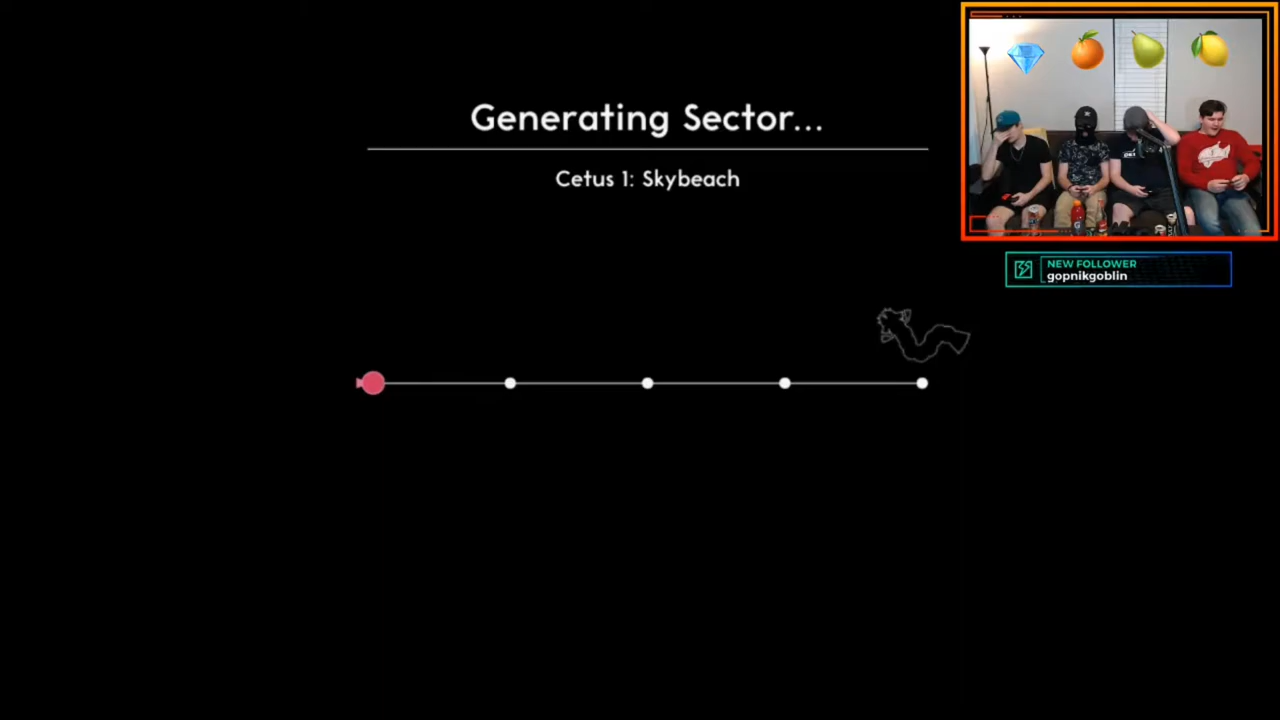 Generating Sector...
Cetus 1: Skybeach
NEW FOLLOWER
gopnikgoblin